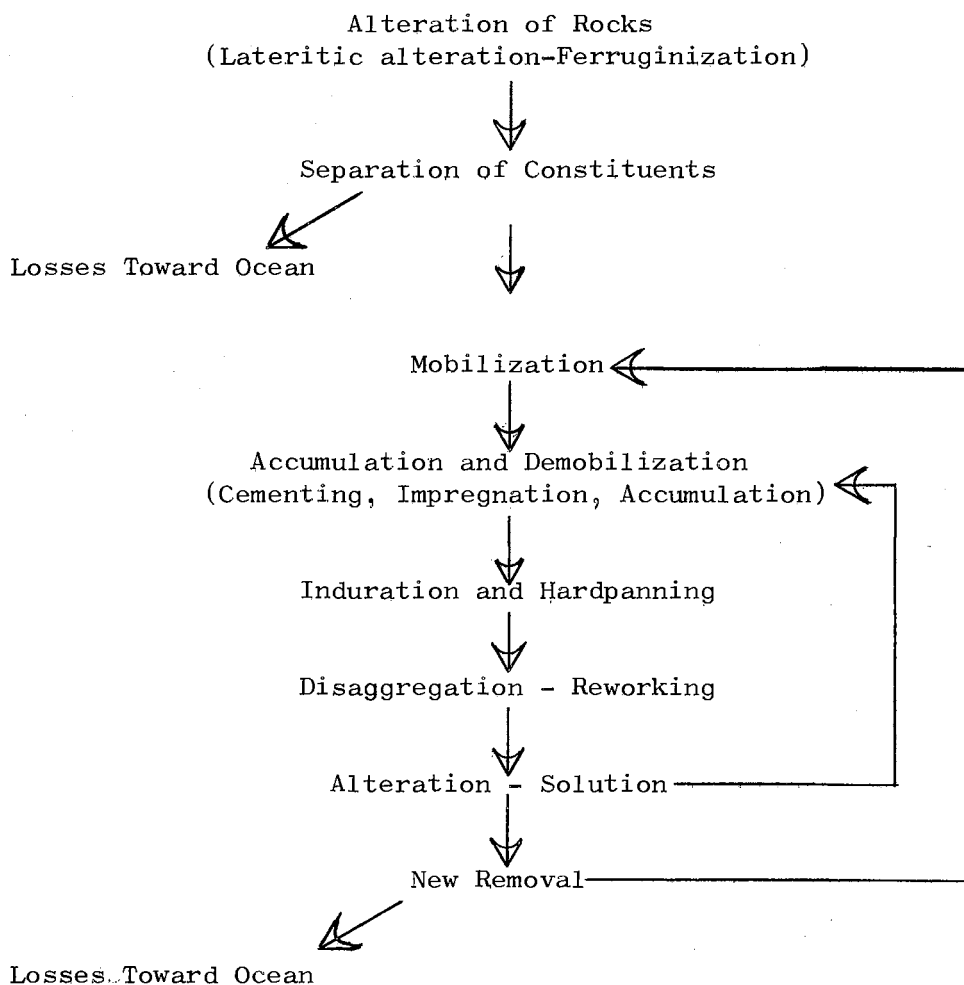 Alteration of Rocks
(Lateritic alteration-Ferruginization)
Separation of Constituents
Losses Toward Ocean
Mobilization
Accumulation and Demobilization
(Cementing, Impregnation, Accumulation)
Induration and Hardpanning
Disaggregation - Reworking
Alteration - Solution
New Removal
Losses Toward Ocean